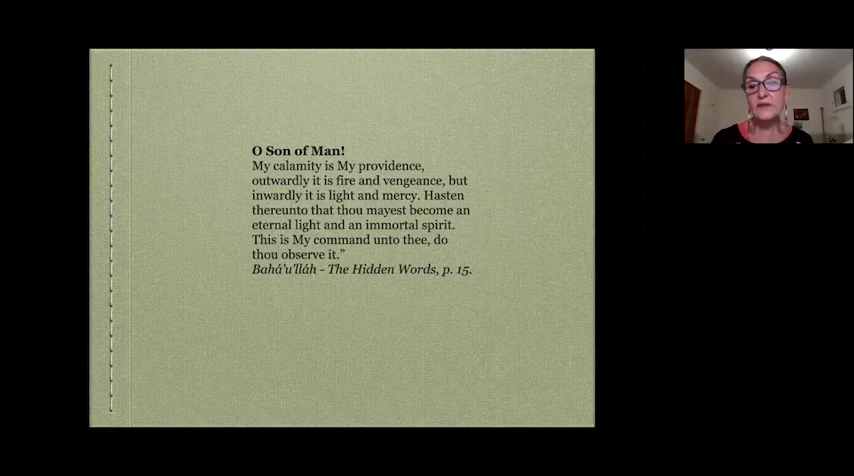 O Son of Man!
My calamity is My providence,
outwardly it is fire and vengeance, but
inwardly it is light and mercy. Hasten
thereunto that thou mayest become an
eternal light and an immortal spirit.
This is My command unto thee, do
thou observe it.”
Bahá’u’lláh - The Hidden Words, p. 15.